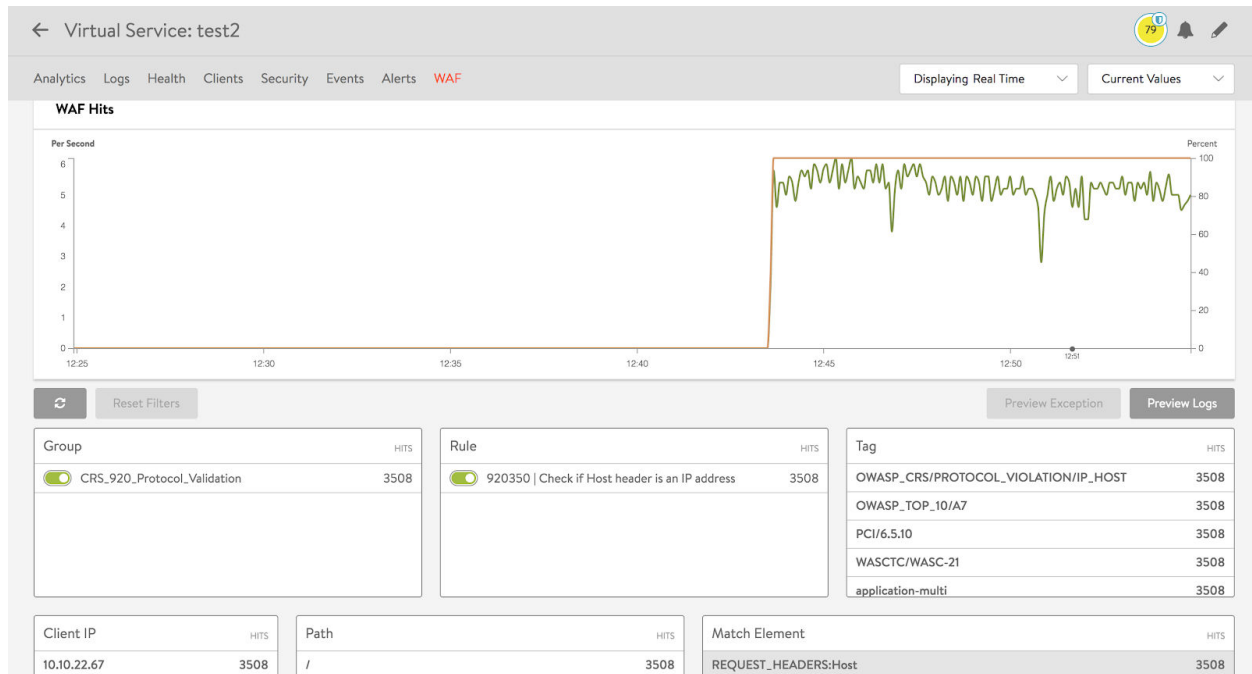 Virtual Service: test2
79
Analytics Logs Health Clients Security Events Alerts WAF
Displaying Real Time
Current Values
WAF Hits
Per Second
Percent
6
5
4
3
2
1
0
100
80
60
40
20
0
12:25
12:30
12:35
12:40
12:45
12:50
12:51
Reset Filters
Preview Exception
Preview Logs
Group HITS
CRS_920_Protocol_Validation 3508
Rule HITS
920350 | Check if Host header is an IP address 3508
Tag HITS
OWASP_CRS/PROTOCOL_VIOLATION/IP_HOST 3508
OWASP_TOP_10/A7 3508
PCI/6.5.10 3508
WASCTC/WASC-21 3508
application-multi 3508
Client IP HITS
10.10.22.67 3508
Path HITS
/ 3508
Match Element HITS
REQUEST_HEADERS:Host 3508